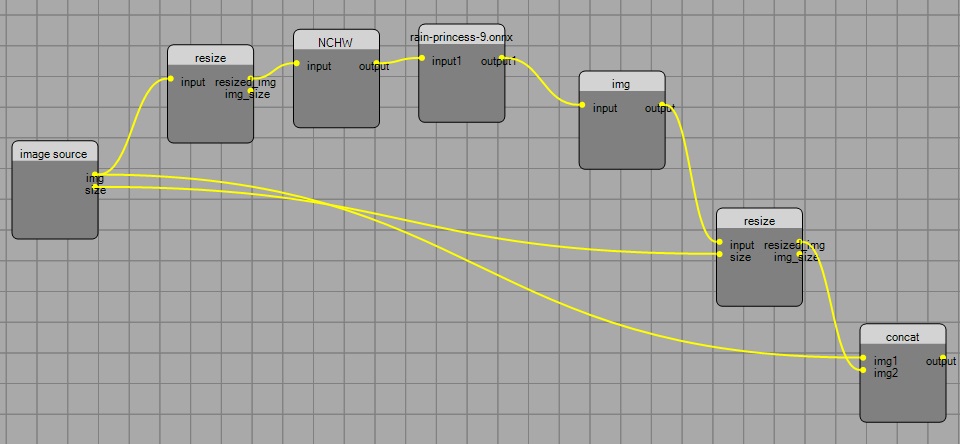 resize
input resized_img
img_size
NCHW
input output
rain-princess-9.onnx
input1 output1
img
input output
image source
img
size
resize
input resized_img
size img_size
concat
img1 output
img2